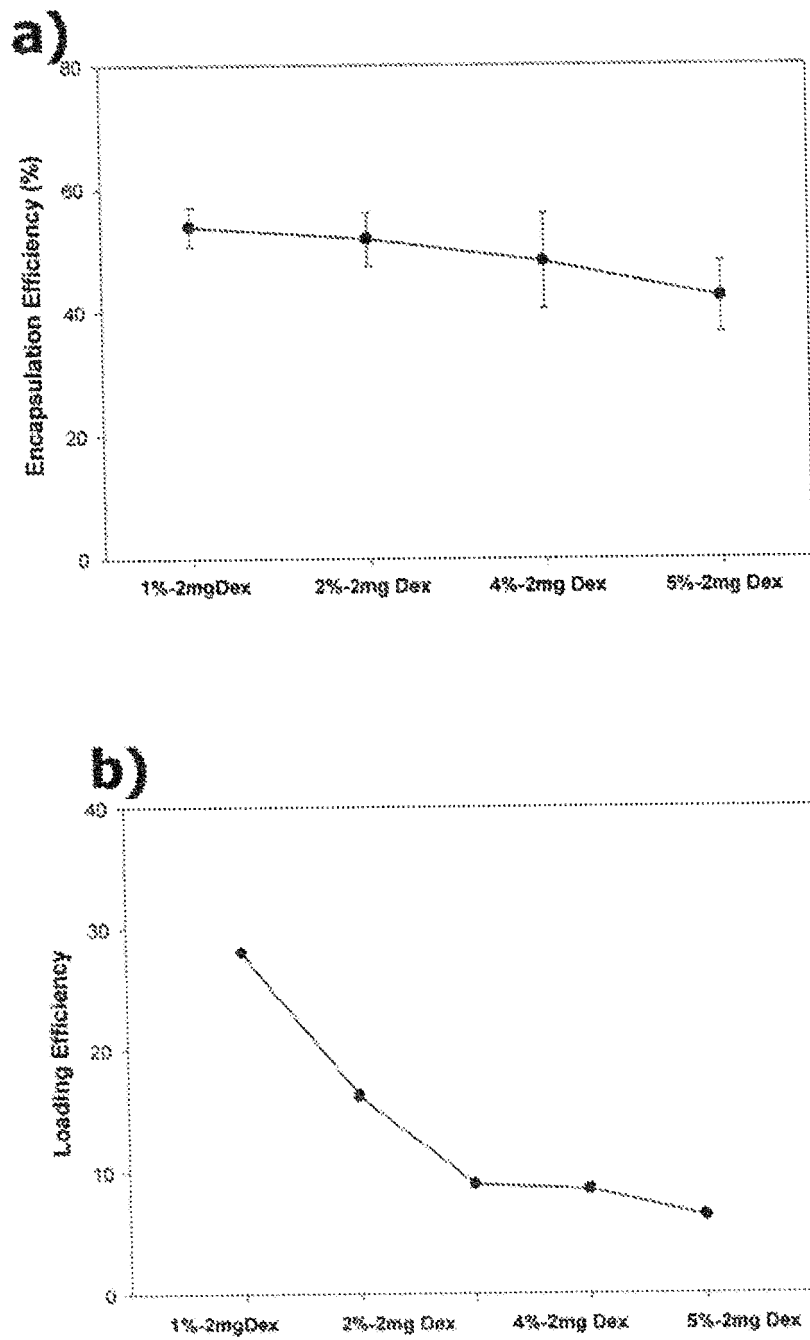 a)
80
60
40
20
0
Encapsulation Efficiency (%)
1%-2mgDex 2%-2mg Dex 4%-2mg Dex 5%-2mg Dex
b)
40
30
20
10
0
Loading Efficiency
1%-2mgDex 2%-2mg Dex 4%-2mg Dex 5%-2mg Dex